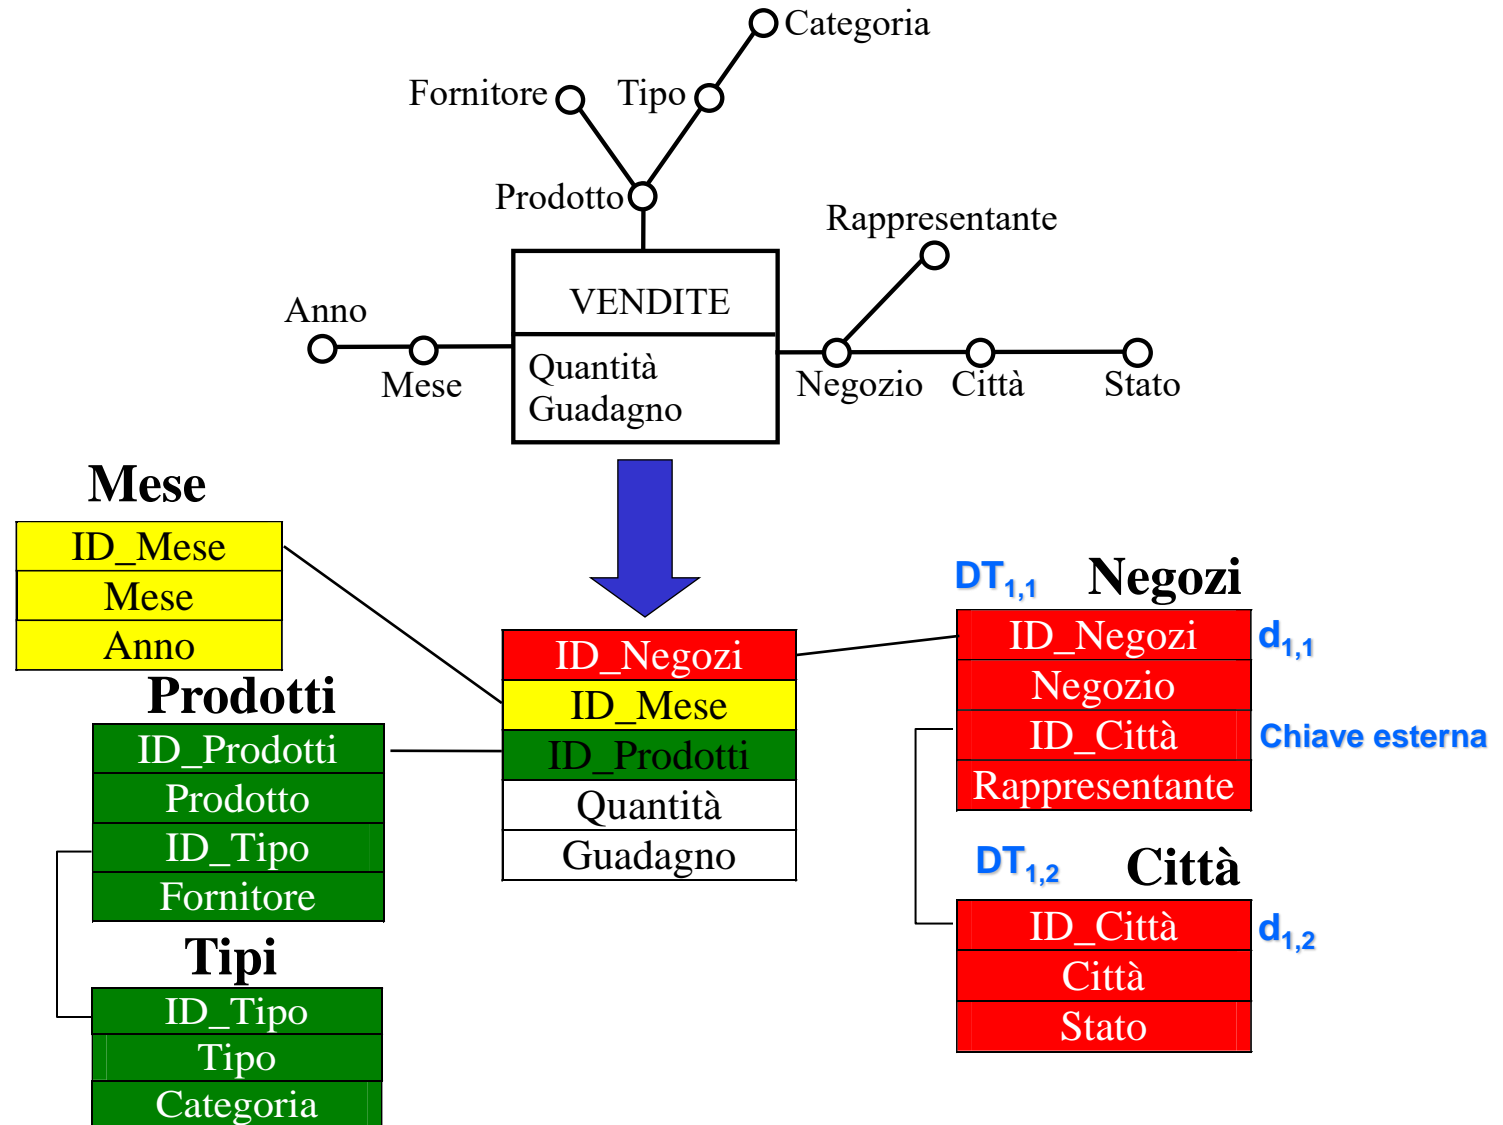 Categoria
Fornitore
Tipo
Prodotto
Rappresentante
Anno
VENDITE
Mese
Quantità
Guadagno
Negozio
Città
Stato
Mese
ID_Mese
Mese
Anno
Prodotti
ID_Prodotti
Prodotto
ID_Tipo
Fornitore
Tipi
ID_Tipo
Tipo
Categoria
ID_Negozi
ID_Mese
ID_Prodotti
Quantità
Guadagno
DT1,1
Negozi
ID_Negozi
d1,1
Negozio
ID_Città
Chiave esterna
Rappresentante
DT1,2
Città
ID_Città
d1,2
Città
Stato